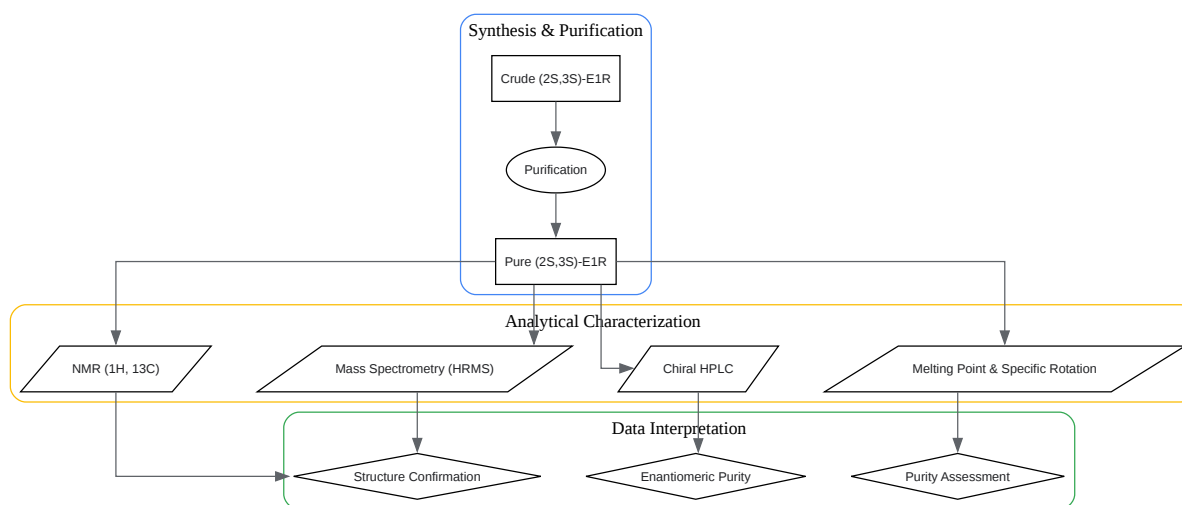 Synthesis & Purification
Crude (2S,3S)-E1R
Purification
Pure (2S,3S)-E1R
Analytical Characterization
NMR (1H, 13C)
Mass Spectrometry (HRMS)
Chiral HPLC
Melting Point & Specific Rotation
Data Interpretation
Structure Confirmation
Enantiomeric Purity
Purity Assessment